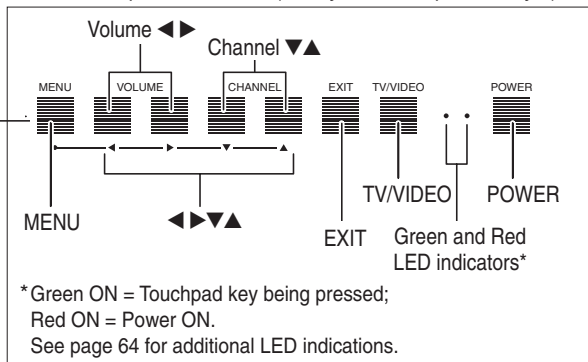 Volume ◀ ▶
Channel ▼▲
MENU VOLUME CHANNEL EXIT TV/VIDEO POWER
◀ ▶ ▼ ▲
TV/VIDEO POWER
MENU ◀ ▶▼▲ EXIT Green and Red
LED indicators*
*Green ON = Touchpad key being pressed;
Red ON = Power ON.
See page 64 for additional LED indications.